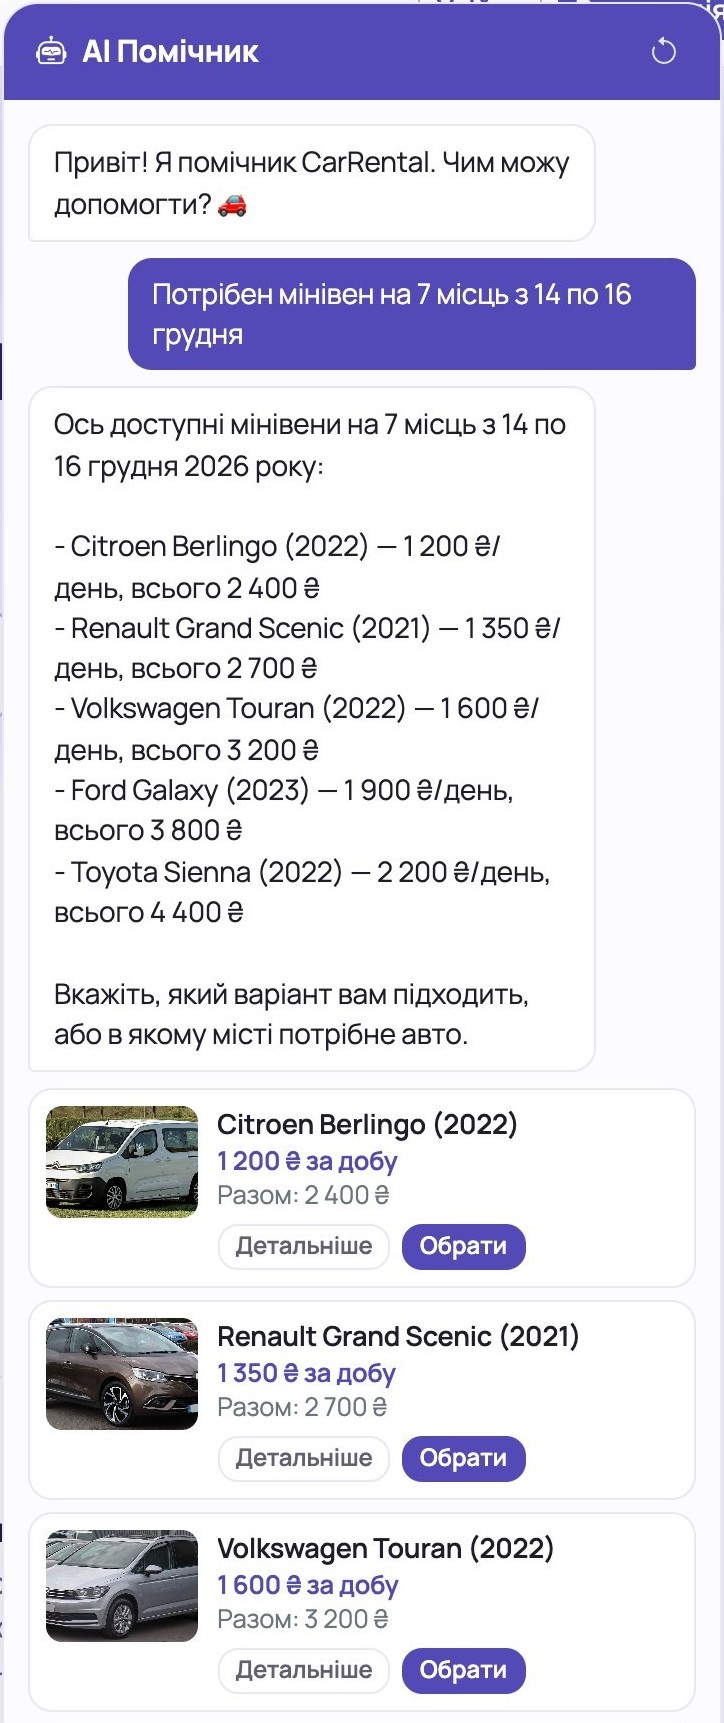 AI Помічник
Привіт! Я помічник CarRental. Чим можу
допомогти? 🚗
Потрібен мінівен на 7 місць з 14 по 16
грудня
Ось доступні мінівени на 7 місць з 14 по
16 грудня 2026 року:
- Citroen Berlingo (2022) — 1 200 ₴/
день, всього 2 400 ₴
- Renault Grand Scenic (2021) — 1 350 ₴/
день, всього 2 700 ₴
- Volkswagen Touran (2022) — 1 600 ₴/
день, всього 3 200 ₴
- Ford Galaxy (2023) — 1 900 ₴/день,
всього 3 800 ₴
- Toyota Sienna (2022) — 2 200 ₴/день,
всього 4 400 ₴
Вкажіть, який варіант вам підходить,
або в якому місті потрібне авто.
Citroen Berlingo (2022)
1 200 ₴ за добу
Разом: 2 400 ₴
Детальніше Обрати
Renault Grand Scenic (2021)
1 350 ₴ за добу
Разом: 2 700 ₴
Детальніше Обрати
Volkswagen Touran (2022)
1 600 ₴ за добу
Разом: 3 200 ₴
Детальніше Обрати